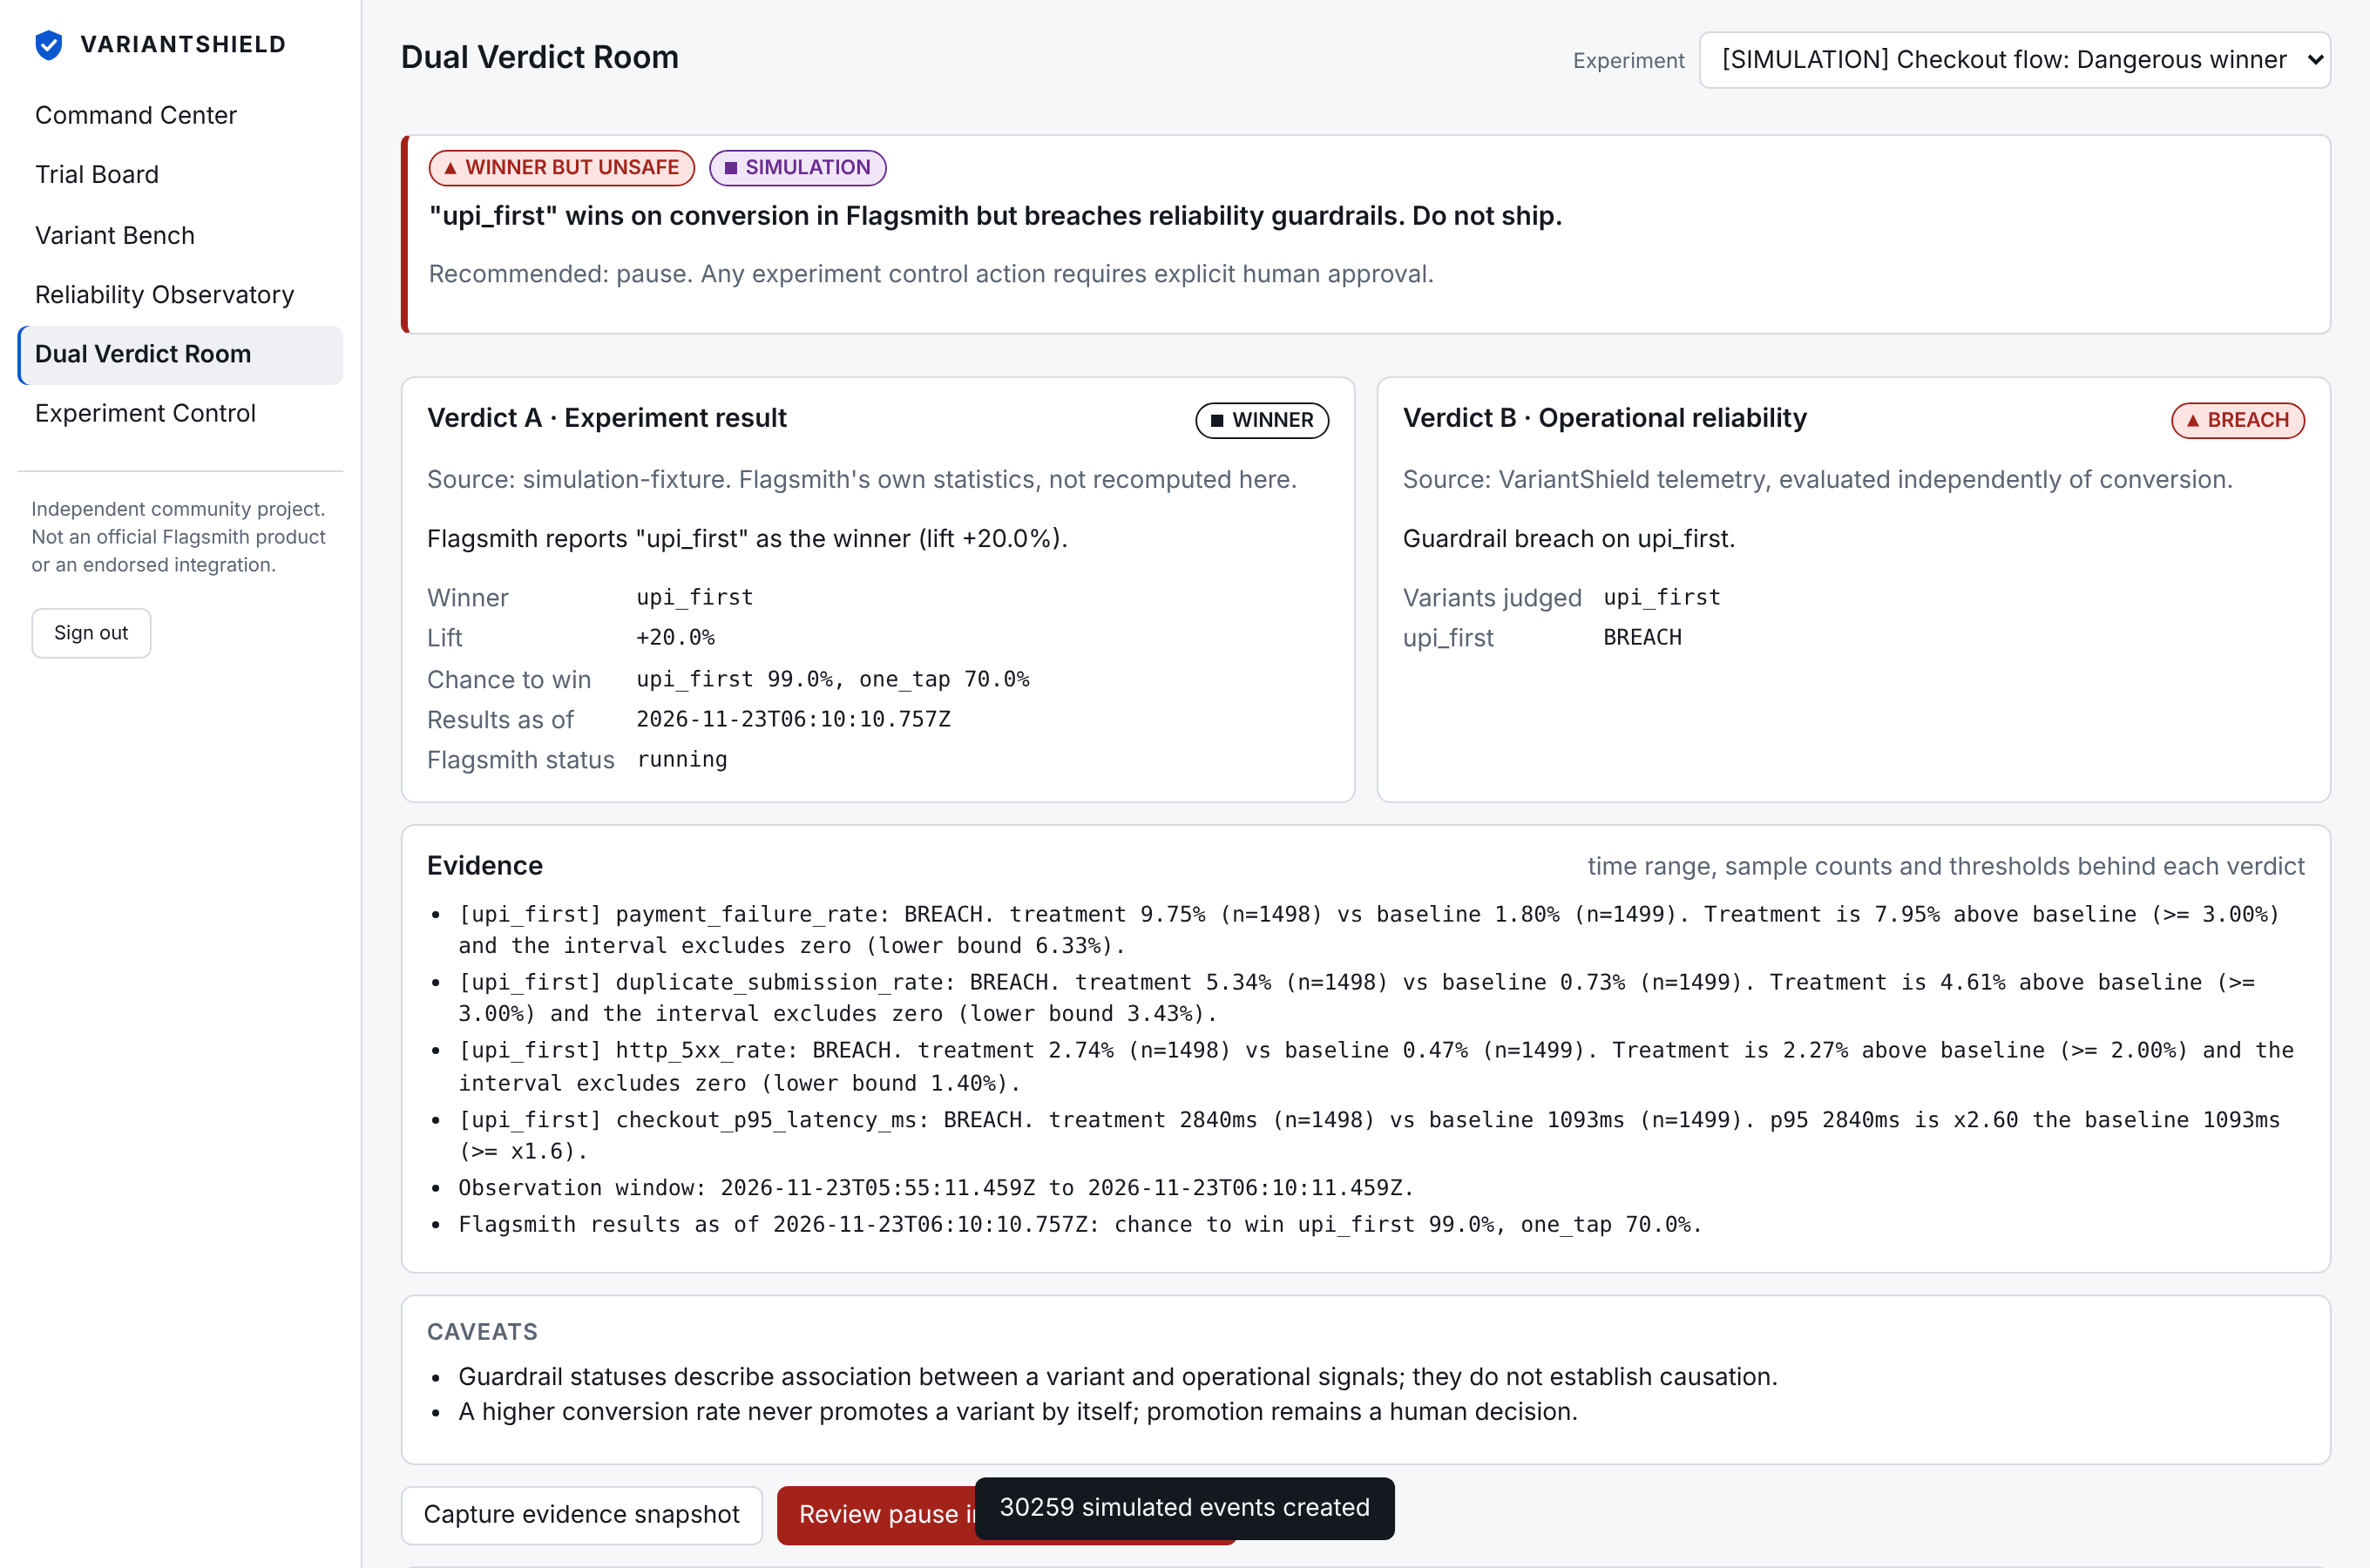 VARIANTSHIELD
Command Center
Trial Board
Variant Bench
Reliability Observatory
Dual Verdict Room
Experiment Control
Independent community project.
Not an official Flagsmith product
or an endorsed integration.
Sign out
Dual Verdict Room
Experiment
[SIMULATION] Checkout flow: Dangerous winner
▲ WINNER BUT UNSAFE
■ SIMULATION
"upi_first" wins on conversion in Flagsmith but breaches reliability guardrails. Do not ship.
Recommended: pause. Any experiment control action requires explicit human approval.
Verdict A · Experiment result
■ WINNER
Source: simulation-fixture. Flagsmith's own statistics, not recomputed here.
Flagsmith reports "upi_first" as the winner (lift +20.0%).
Winner upi_first
Lift +20.0%
Chance to win upi_first 99.0%, one_tap 70.0%
Results as of 2026-11-23T06:10:10.757Z
Flagsmith status running
Verdict B · Operational reliability
▲ BREACH
Source: VariantShield telemetry, evaluated independently of conversion.
Guardrail breach on upi_first.
Variants judged upi_first
upi_first BREACH
Evidence
time range, sample counts and thresholds behind each verdict
• [upi_first] payment_failure_rate: BREACH. treatment 9.75% (n=1498) vs baseline 1.80% (n=1499). Treatment is 7.95% above baseline (>= 3.00%)
and the interval excludes zero (lower bound 6.33%).
• [upi_first] duplicate_submission_rate: BREACH. treatment 5.34% (n=1498) vs baseline 0.73% (n=1499). Treatment is 4.61% above baseline (>=
3.00%) and the interval excludes zero (lower bound 3.43%).
• [upi_first] http_5xx_rate: BREACH. treatment 2.74% (n=1498) vs baseline 0.47% (n=1499). Treatment is 2.27% above baseline (>= 2.00%) and the
interval excludes zero (lower bound 1.40%).
• [upi_first] checkout_p95_latency_ms: BREACH. treatment 2840ms (n=1498) vs baseline 1093ms (n=1499). p95 2840ms is x2.60 the baseline 1093ms
(>= x1.6).
• Observation window: 2026-11-23T05:55:11.459Z to 2026-11-23T06:10:11.459Z.
• Flagsmith results as of 2026-11-23T06:10:10.757Z: chance to win upi_first 99.0%, one_tap 70.0%.
CAVEATS
• Guardrail statuses describe association between a variant and operational signals; they do not establish causation.
• A higher conversion rate never promotes a variant by itself; promotion remains a human decision.
Capture evidence snapshot
Review pause
30259 simulated events created